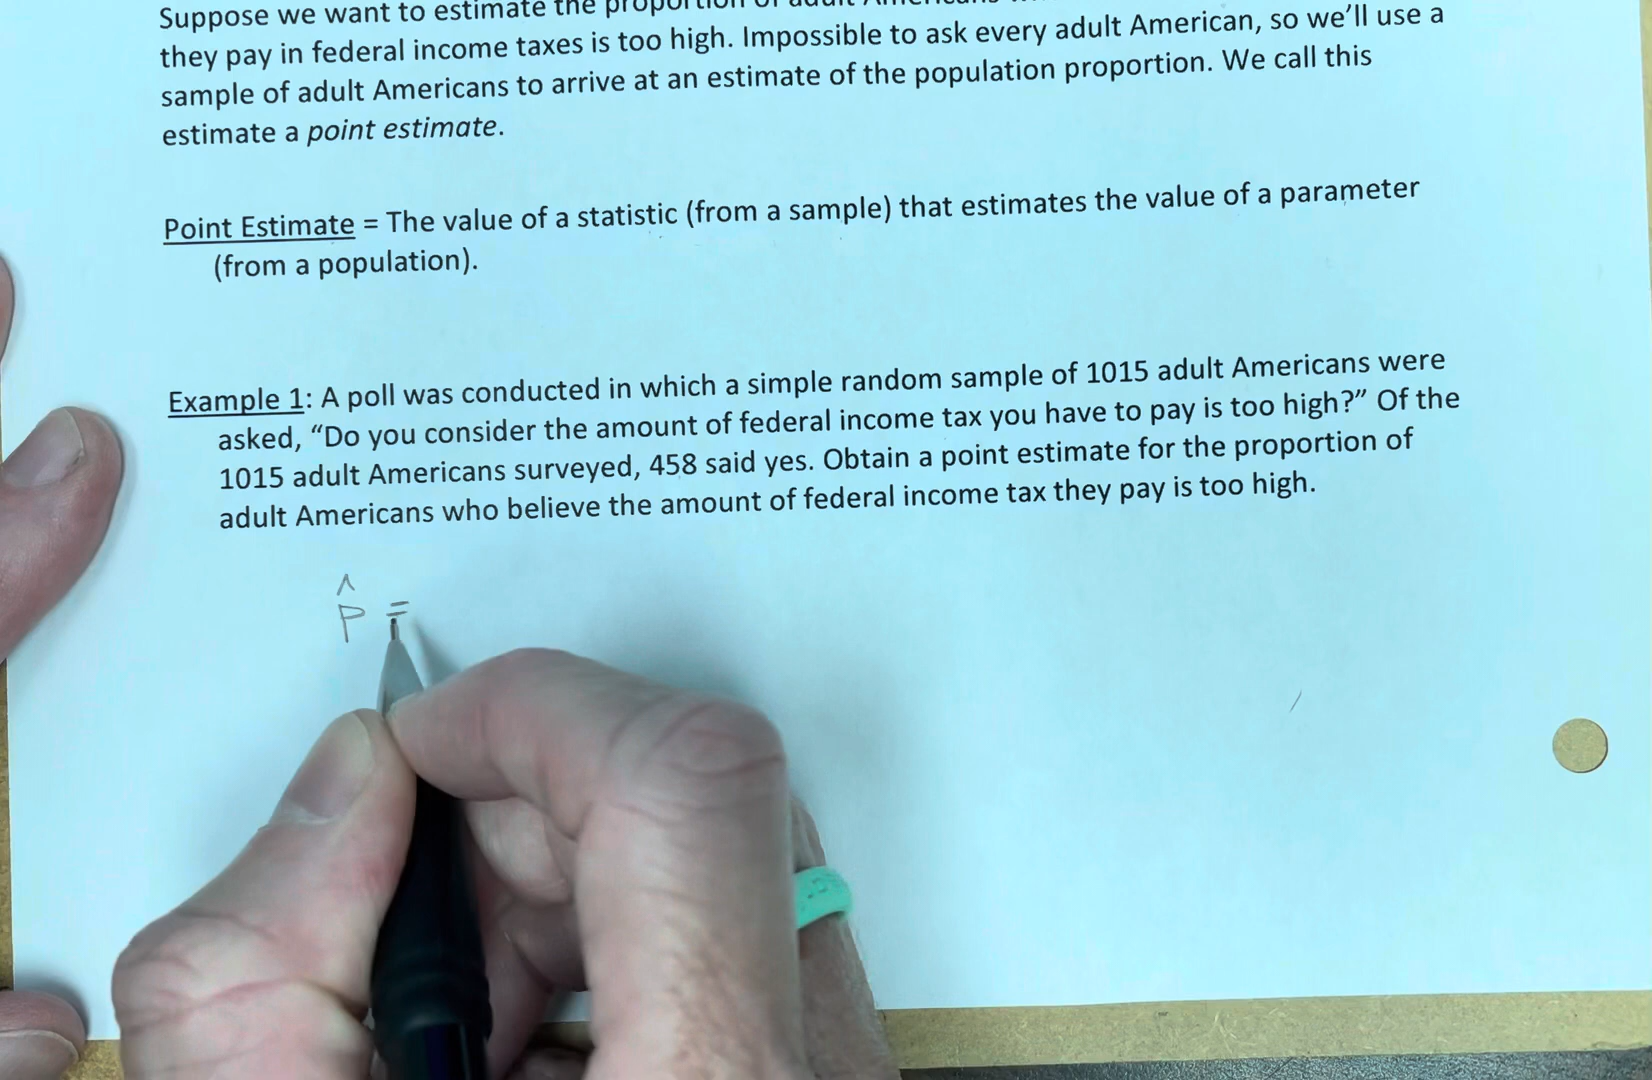 Suppose we want to estimate the proportion of adult Americans
they pay in federal income taxes is too high. Impossible to ask every adult American, so we'll use a
sample of adult Americans to arrive at an estimate of the population proportion. We call this
estimate a point estimate.
Point Estimate = The value of a statistic (from a sample) that estimates the value of a parameter
(from a population).
Example 1: A poll was conducted in which a simple random sample of 1015 adult Americans were
asked, “Do you consider the amount of federal income tax you have to pay is too high?” Of the
1015 adult Americans surveyed, 458 said yes. Obtain a point estimate for the proportion of
adult Americans who believe the amount of federal income tax they pay is too high.
p̂ =